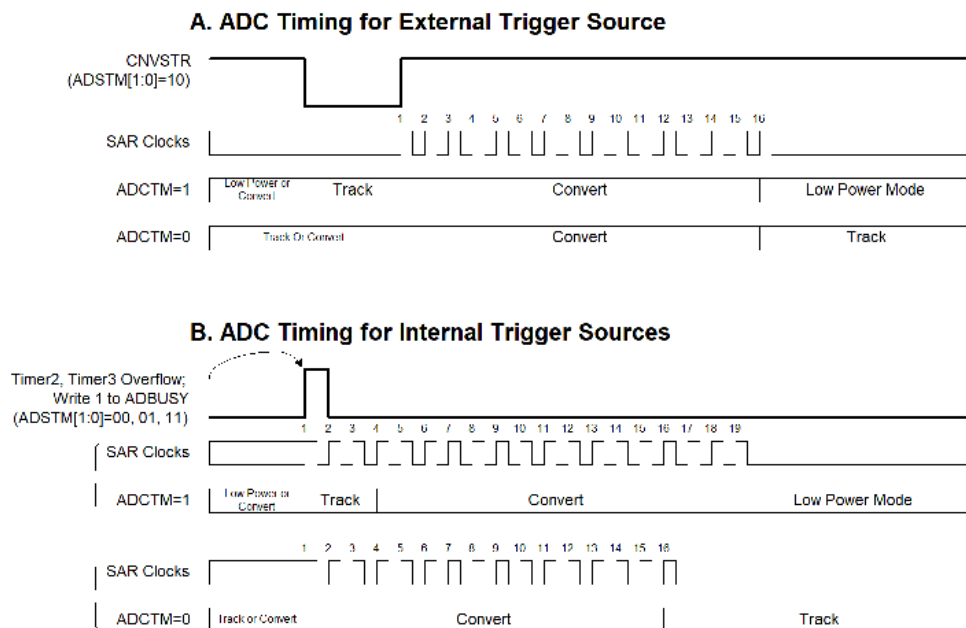 A. ADC Timing for External Trigger Source
CNVSTR
(ADSTM[1:0]=10)
1 2 3 4 5 6 7 8 9 10 11 12 13 14 15 16
SAR Clocks
ADCTM=1 Low Power or Convert Track Convert Low Power Mode
ADCTM=0 Track Or Convert Convert Track
B. ADC Timing for Internal Trigger Sources
Timer2, Timer3 Overflow;
Write 1 to ADBUSY
(ADSTM[1:0]=00, 01, 11)
1 2 3 4 5 6 7 8 9 10 11 12 13 14 15 16 17 18 19
SAR Clocks
ADCTM=1 Low Power or Convert Track Convert Low Power Mode
1 2 3 4 5 6 7 8 9 10 11 12 13 14 15 16
SAR Clocks
ADCTM=0 Track or Convert Convert Track